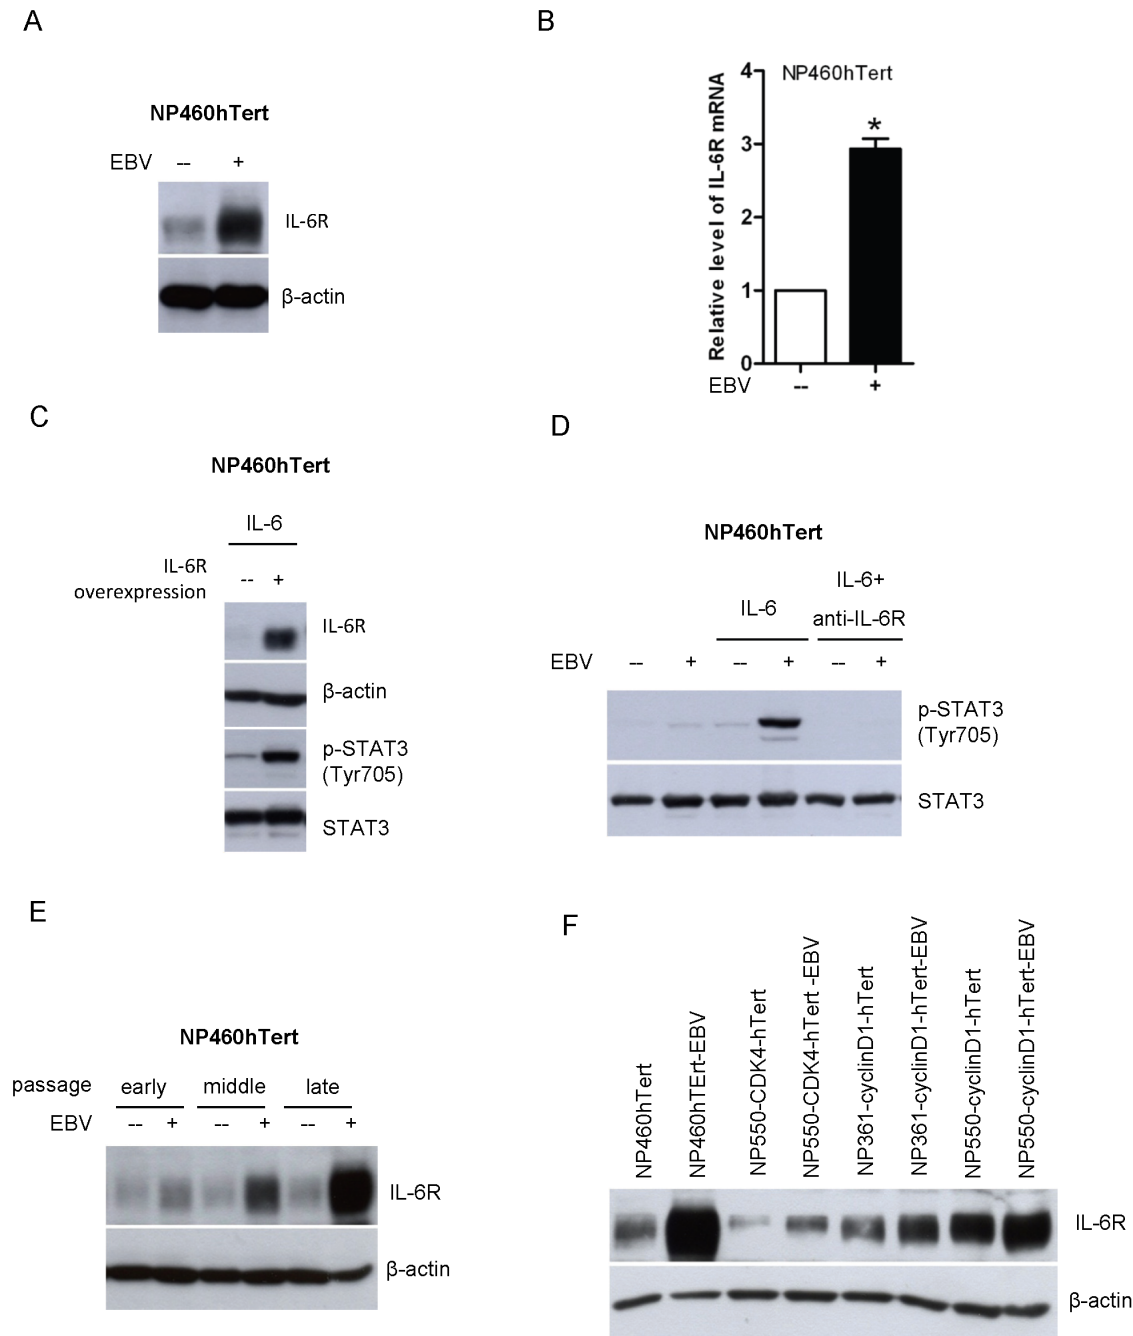 A
NP460hTert
EBV -- +
IL-6R
β-actin
B
NP460hTert
4
3
2
1
0
*
Relative level of IL-6R mRNA
EBV -- +
C
NP460hTert
IL-6
IL-6R
overexpression -- +
IL-6R
β-actin
p-STAT3
(Tyr705)
STAT3
D
NP460hTert
IL-6
IL-6+
anti-IL-6R
EBV -- + -- + -- +
p-STAT3
(Tyr705)
STAT3
E
NP460hTert
passage early middle late
EBV -- + -- + -- +
IL-6R
β-actin
F
NP460hTert
NP460hTErt-EBV
NP550-CDK4-hTert
NP550-CDK4-hTert -EBV
NP361-cyclinD1-hTert
NP361-cyclinD1-hTert-EBV
NP550-cyclinD1-hTert
NP550-cyclinD1-hTert-EBV
IL-6R
β-actin